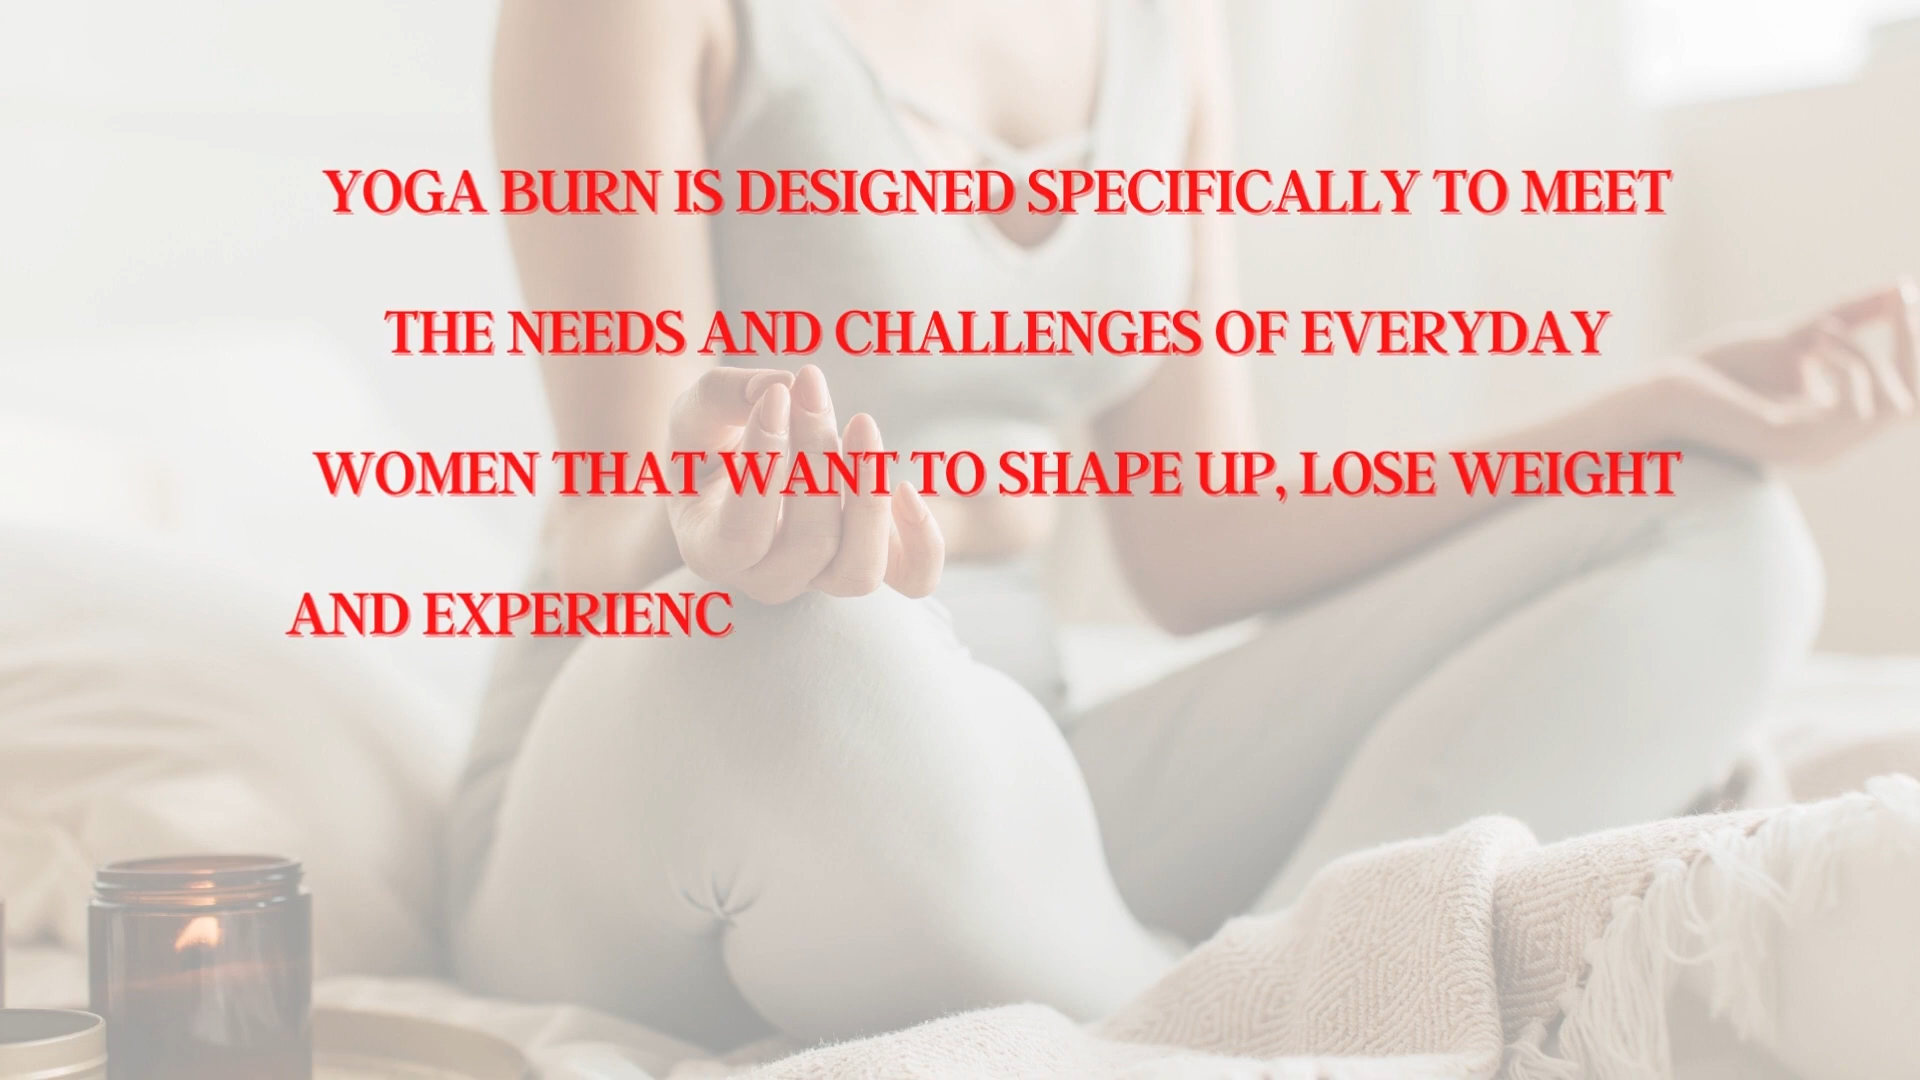 YOGA BURN IS DESIGNED SPECIFICALLY TO MEET
THE NEEDS AND CHALLENGES OF EVERYDAY
WOMEN THAT WANT TO SHAPE UP, LOSE WEIGHT
AND EXPERIENC